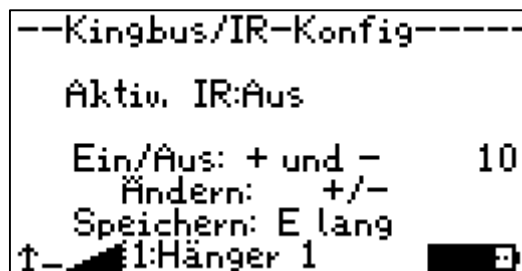 --Kingbus/IR-Konfig-----
Aktiv. IR:Aus
Ein/Aus: + und - 10
Ändern: +/-
Speichern: E lang
1:Hänger 1